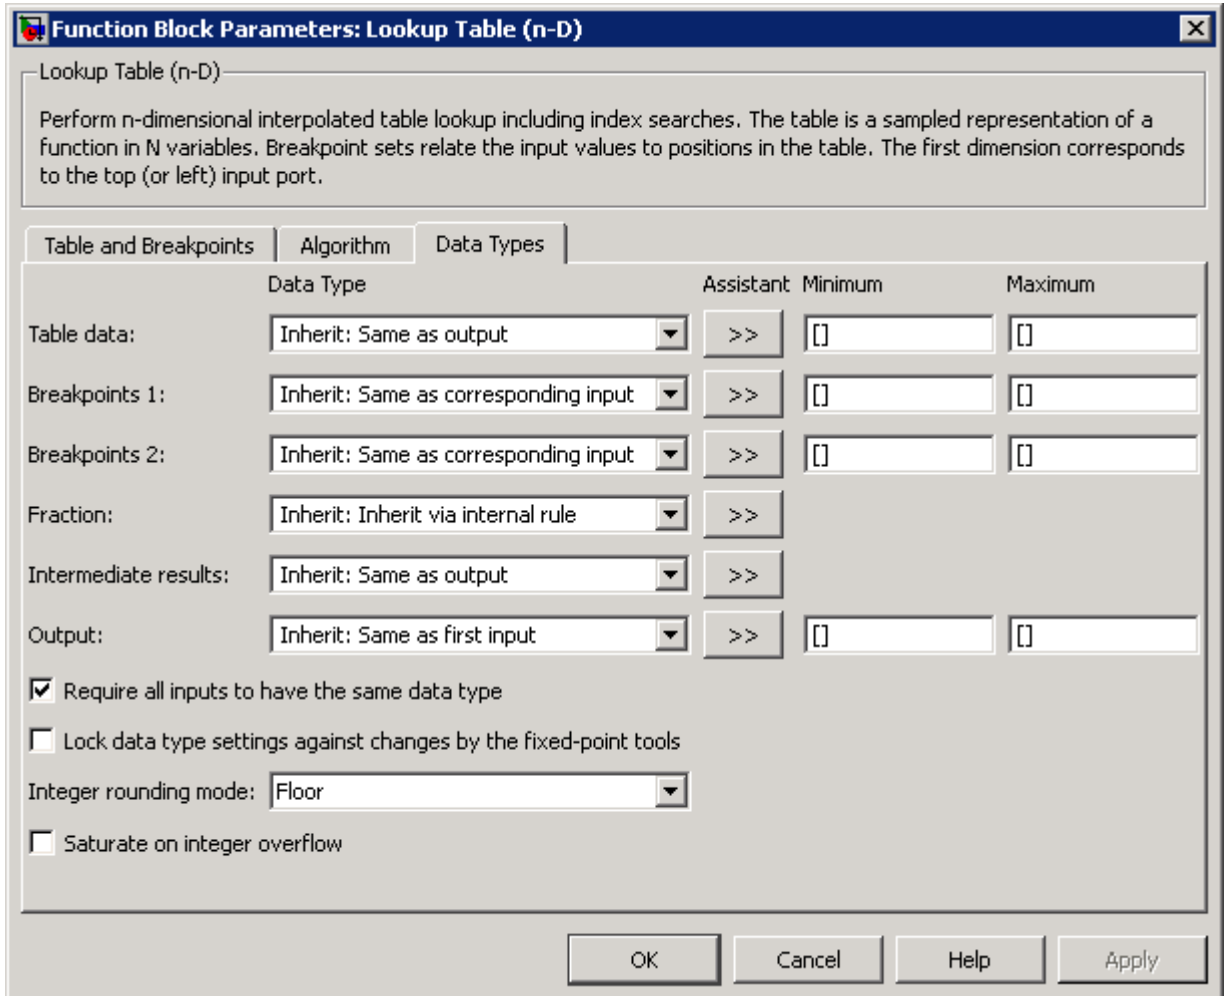 Function Block Parameters: Lookup Table (n-D)
Lookup Table (n-D)
Perform n-dimensional interpolated table lookup including index searches. The table is a sampled representation of a
function in N variables. Breakpoint sets relate the input values to positions in the table. The first dimension corresponds
to the top (or left) input port.
Table and Breakpoints Algorithm Data Types
Data Type Assistant Minimum Maximum
Table data: Inherit: Same as output >> [] []
Breakpoints 1: Inherit: Same as corresponding input >> [] []
Breakpoints 2: Inherit: Same as corresponding input >> [] []
Fraction: Inherit: Inherit via internal rule >>
Intermediate results: Inherit: Same as output >>
Output: Inherit: Same as first input >> [] []
Require all inputs to have the same data type
Lock data type settings against changes by the fixed-point tools
Integer rounding mode: Floor
Saturate on integer overflow
OK Cancel Help Apply